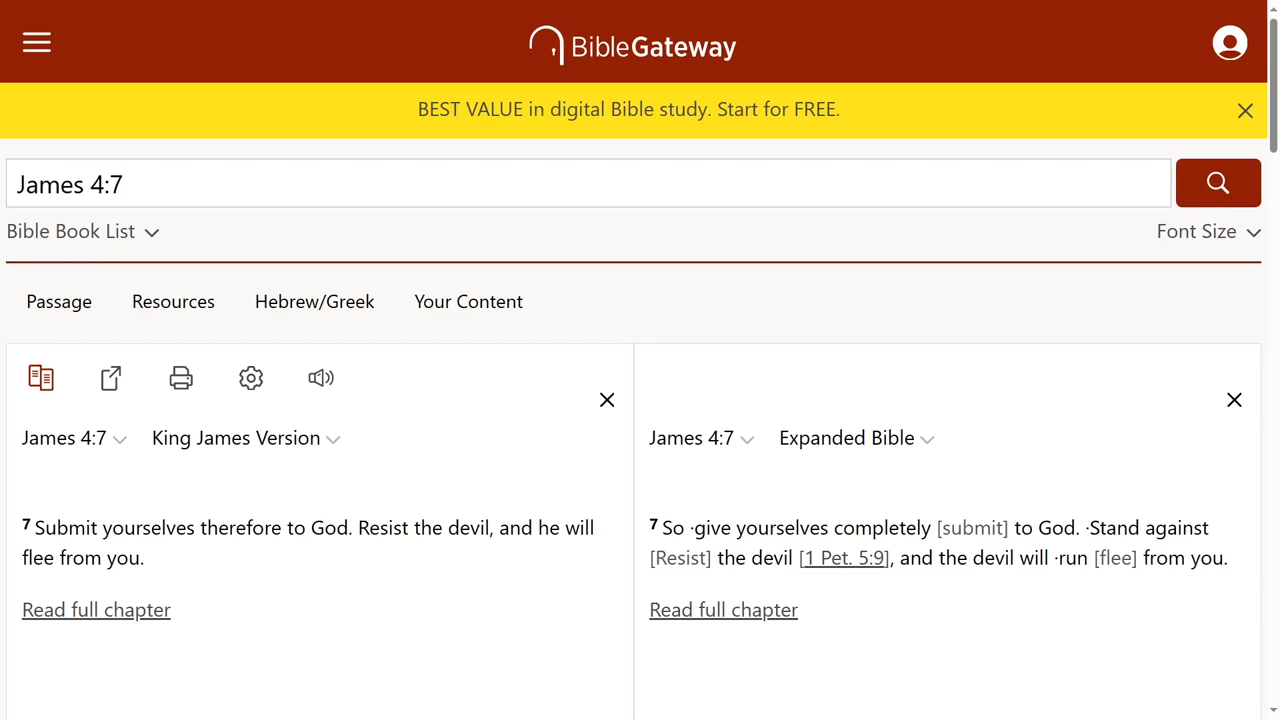 BibleGateway
BEST VALUE in digital Bible study. Start for FREE.
James 4:7
Bible Book List
Font Size
Passage Resources Hebrew/Greek Your Content
James 4:7 King James Version
7 Submit yourselves therefore to God. Resist the devil, and he will
flee from you.
Read full chapter
James 4:7 Expanded Bible
7 So ·give yourselves completely [submit] to God. ·Stand against
[Resist] the devil [1 Pet. 5:9], and the devil will ·run [flee] from you.
Read full chapter